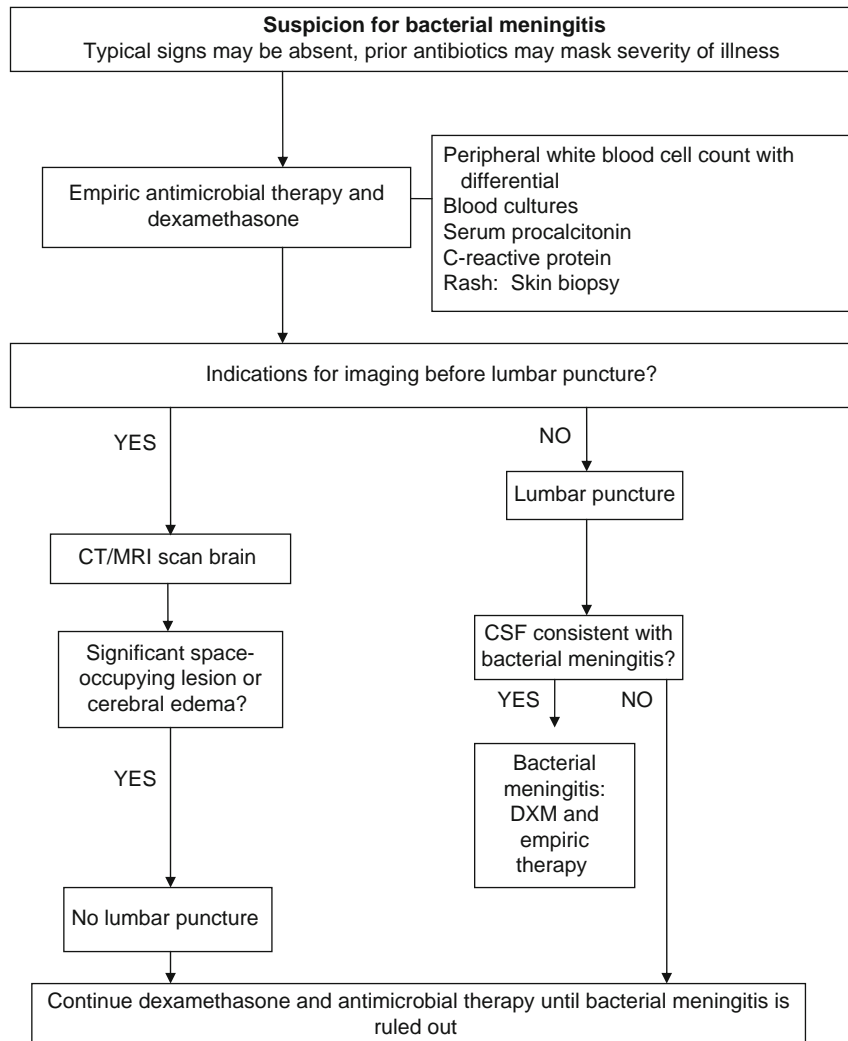 Suspicion for bacterial meningitis
Typical signs may be absent, prior antibiotics may mask severity of illness
Empiric antimicrobial therapy and
dexamethasone
Peripheral white blood cell count with
differential
Blood cultures
Serum procalcitonin
C-reactive protein
Rash: Skin biopsy
Indications for imaging before lumbar puncture?
YES
NO
CT/MRI scan brain
Lumbar puncture
Significant space-
occupying lesion or
cerebral edema?
CSF consistent with
bacterial meningitis?
YES
NO
YES
Bacterial
meningitis:
DXM and
empiric
therapy
No lumbar puncture
Continue dexamethasone and antimicrobial therapy until bacterial meningitis is
ruled out